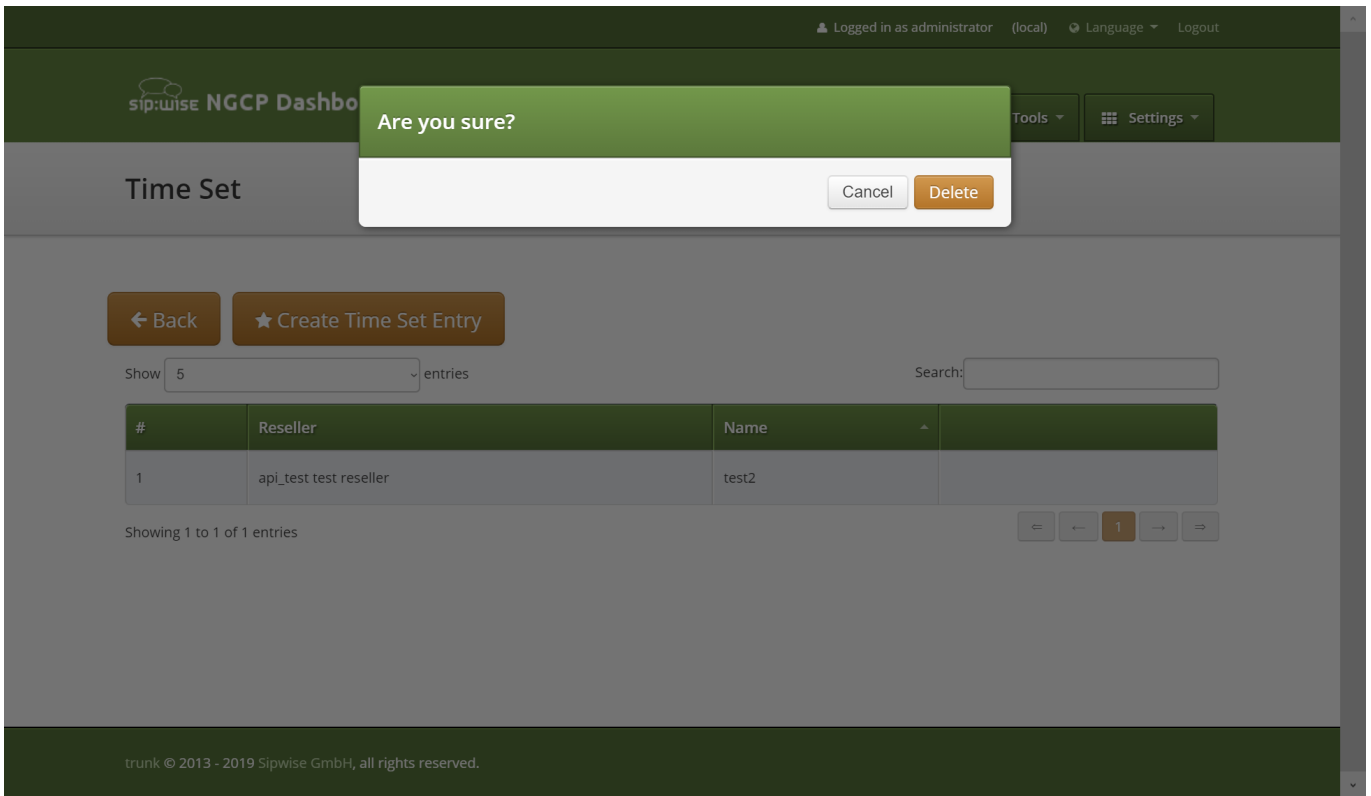 Logged in as administrator (local) Language Logout
sip:wise NGCP Dashbo
Tools Settings
Are you sure?
Cancel Delete
Time Set
← Back ★ Create Time Set Entry
Show 5 entries Search:
# Reseller Name
1 api_test test reseller test2
Showing 1 to 1 of 1 entries ⇐ ← 1 → ⇒
trunk © 2013 - 2019 Sipwise GmbH, all rights reserved.